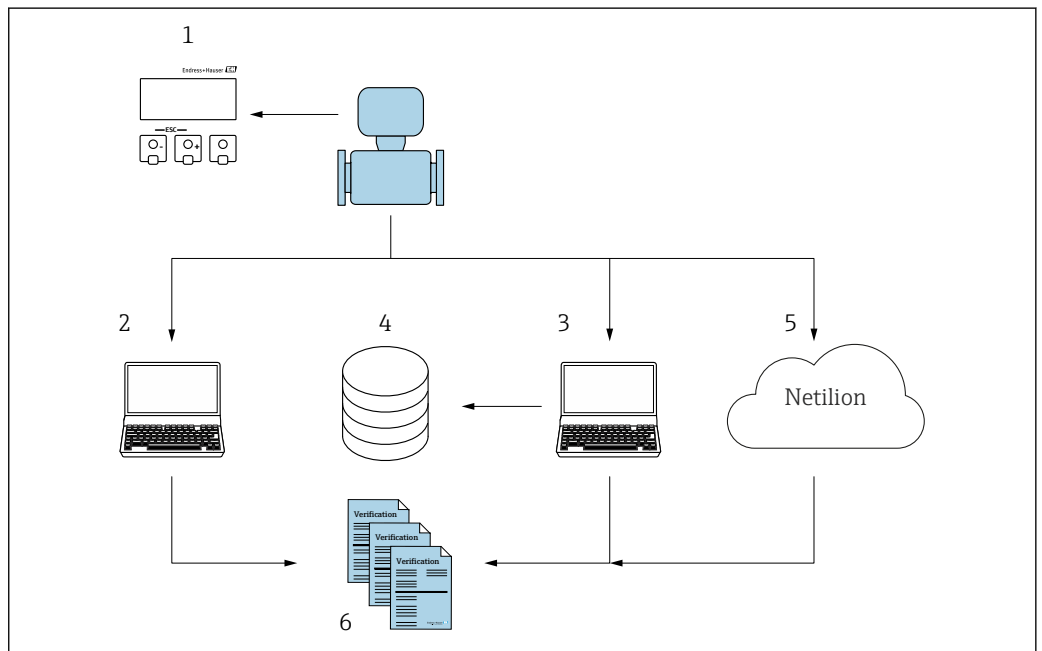 1
Endress+Hauser
ESC
-
+
2
4
3
5
Netilion
Verification
Verification
Verification
6